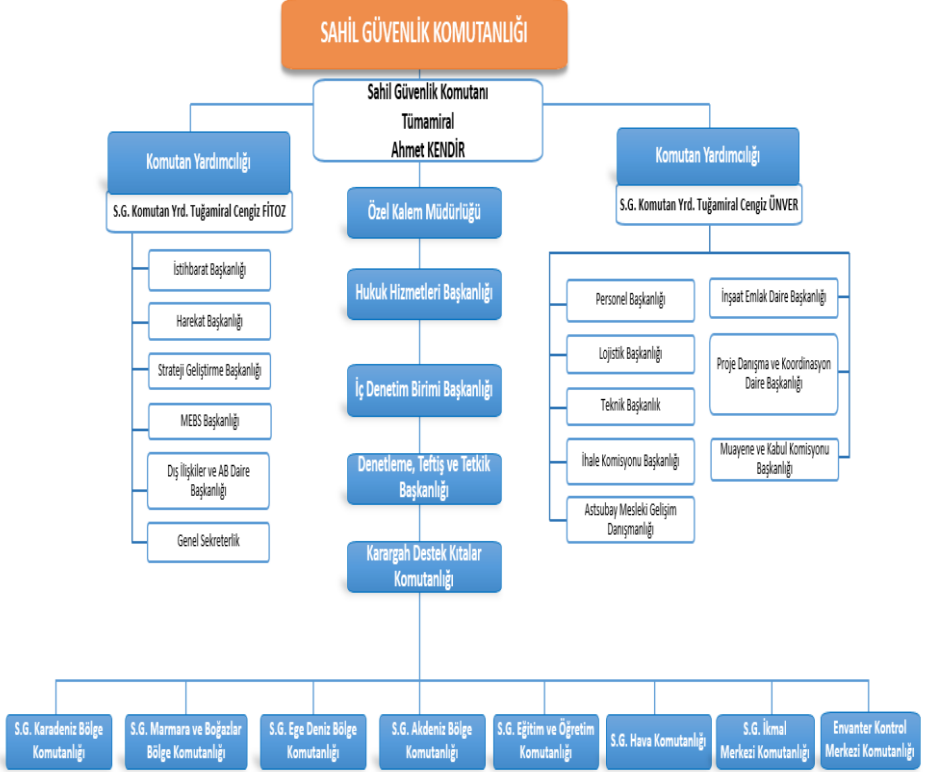 SAHİL GÜVENLİK KOMUTANLIĞI
Sahil Güvenlik Komutanı
Tümamiral
Ahmet KENDİR
Komutan Yardımcılığı
S.G. Komutan Yrd. Tuğamiral Cengiz FİTOZ
İstihbarat Başkanlığı
Harekat Başkanlığı
Strateji Geliştirme Başkanlığı
MEBS Başkanlığı
Dış İlişkiler ve AB Daire
Başkanlığı
Genel Sekreterlik
Özel Kalem Müdürlüğü
Hukuk Hizmetleri Başkanlığı
İç Denetim Birimi Başkanlığı
Denetleme, Teftiş ve Tetkik
Başkanlığı
Karargah Destek Kıtalar
Komutanlığı
Komutan Yardımcılığı
S.G. Komutan Yrd. Tuğamiral Cengiz ÜNVER
Personel Başkanlığı
Lojistik Başkanlığı
Teknik Başkanlık
İhale Komisyonu Başkanlığı
Astsubay Mesleki Gelişim
Danışmanlığı
İnşaat Emlak Daire Başkanlığı
Proje Danışma ve Koordinasyon
Daire Başkanlığı
Muayene ve Kabul Komisyonu
Başkanlığı
S.G. Karadeniz Bölge
Komutanlığı
S.G. Marmara ve Boğazlar
Bölge Komutanlığı
S.G. Ege Deniz Bölge
Komutanlığı
S.G. Akdeniz Bölge
Komutanlığı
S.G. Eğitim ve Öğretim
Komutanlığı
S.G. Hava Komutanlığı
S.G. İkmal
Merkezi Komutanlığı
Envanter Kontrol
Merkezi Komutanlığı